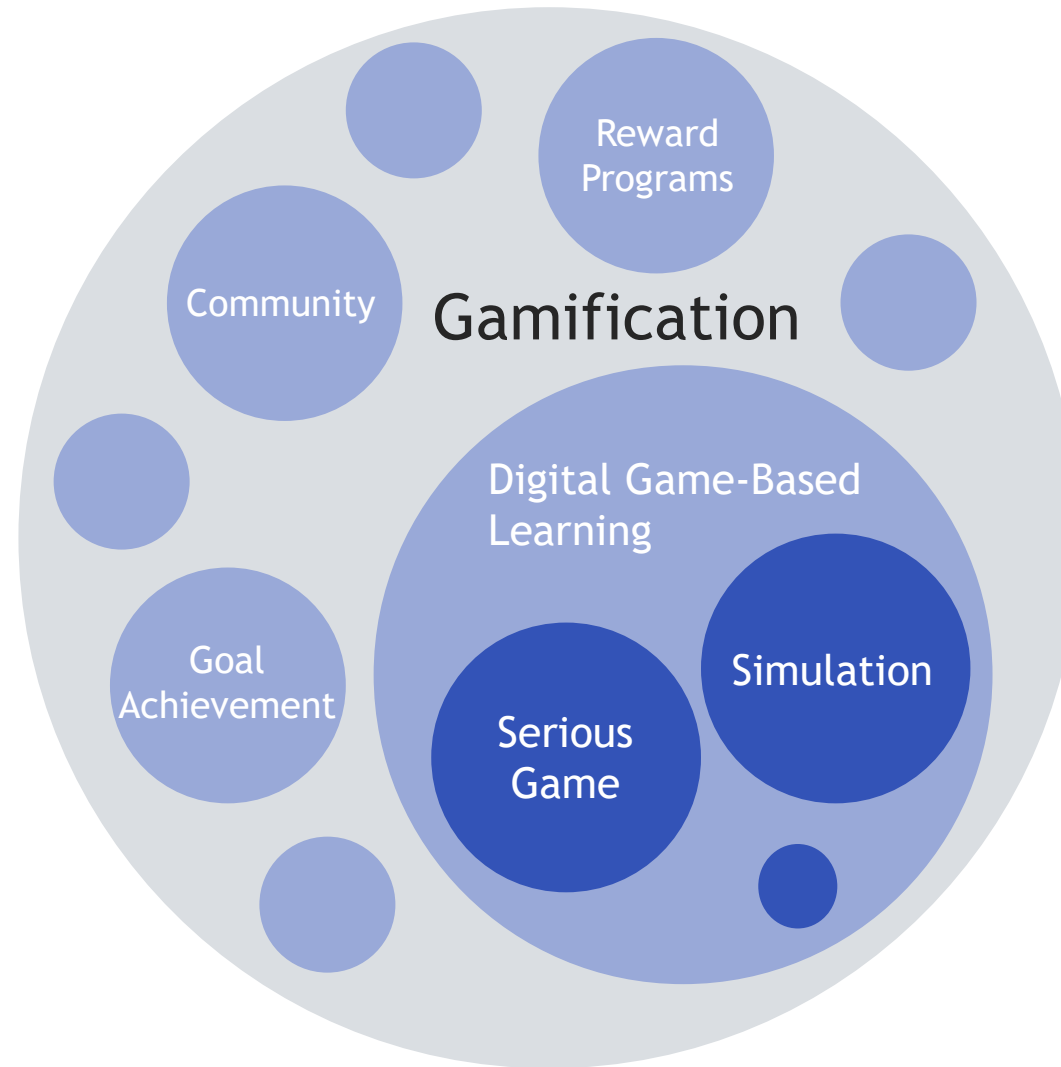 Reward
Programs
Community
Gamification
Digital Game-Based
Learning
Goal
Achievement
Simulation
Serious
Game